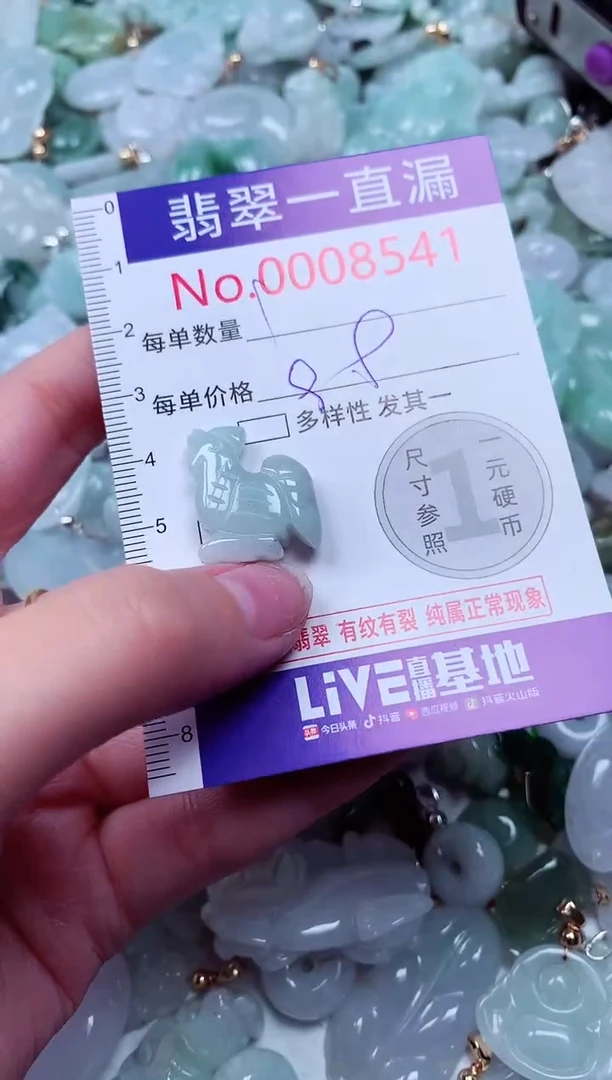 翡翠一直漏
No.0008541
每单数量 1
每单价格
多样性 发其一
尺寸参照
1
一元硬币
翡翠 有纹有裂 纯属正常现象
LiVE直播基地
头条 今日头条 抖音 西瓜视频 抖音火山版
0
1
2
3
4
5
8